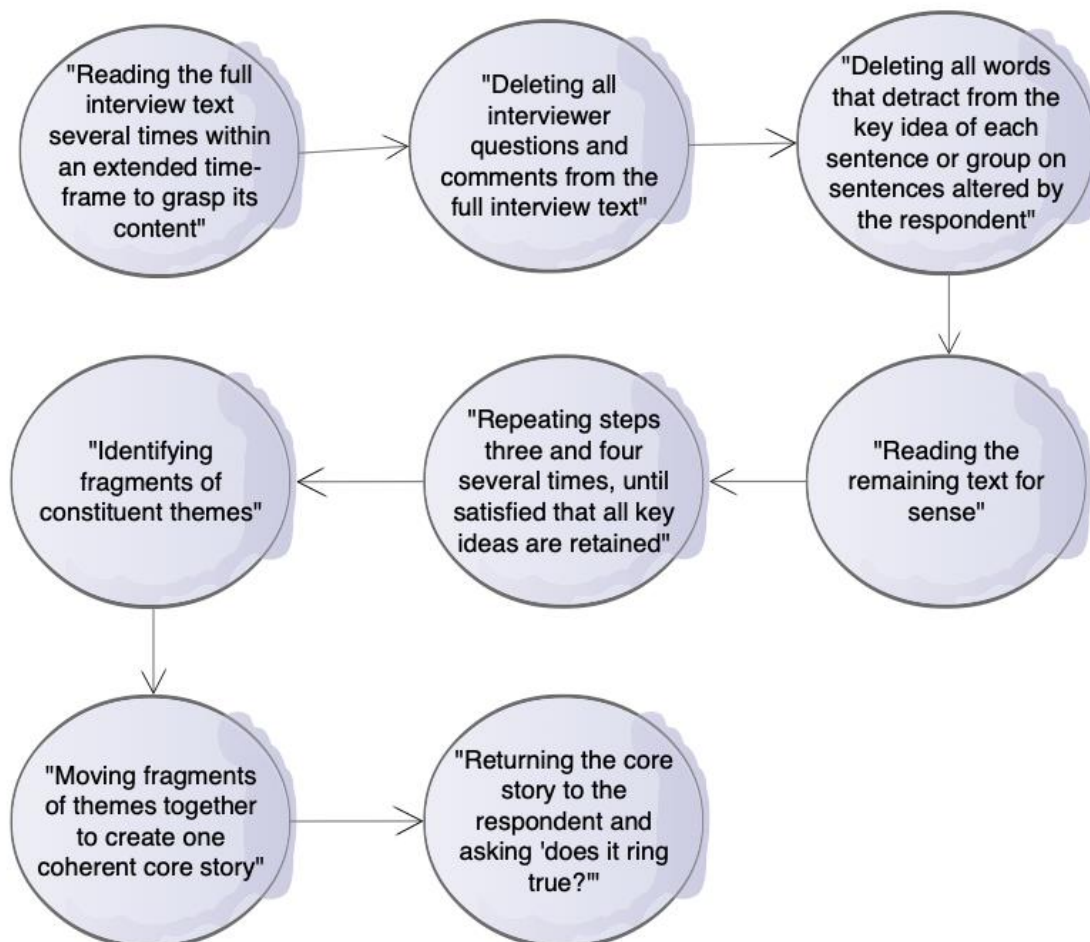 "Reading the full
interview text
several times within
an extended time-
frame to grasp its
content"
"Deleting all
interviewer
questions and
comments from the
full interview text"
"Deleting all words
that detract from the
key idea of each
sentence or group on
sentences altered by
the respondent"
"Reading the
remaining text for
sense"
"Repeating steps
three and four
several times, until
satisfied that all key
ideas are retained"
"Identifying
fragments of
constituent themes"
"Moving fragments
of themes together
to create one
coherent core story"
"Returning the core
story to the
respondent and
asking 'does it ring
true?'"